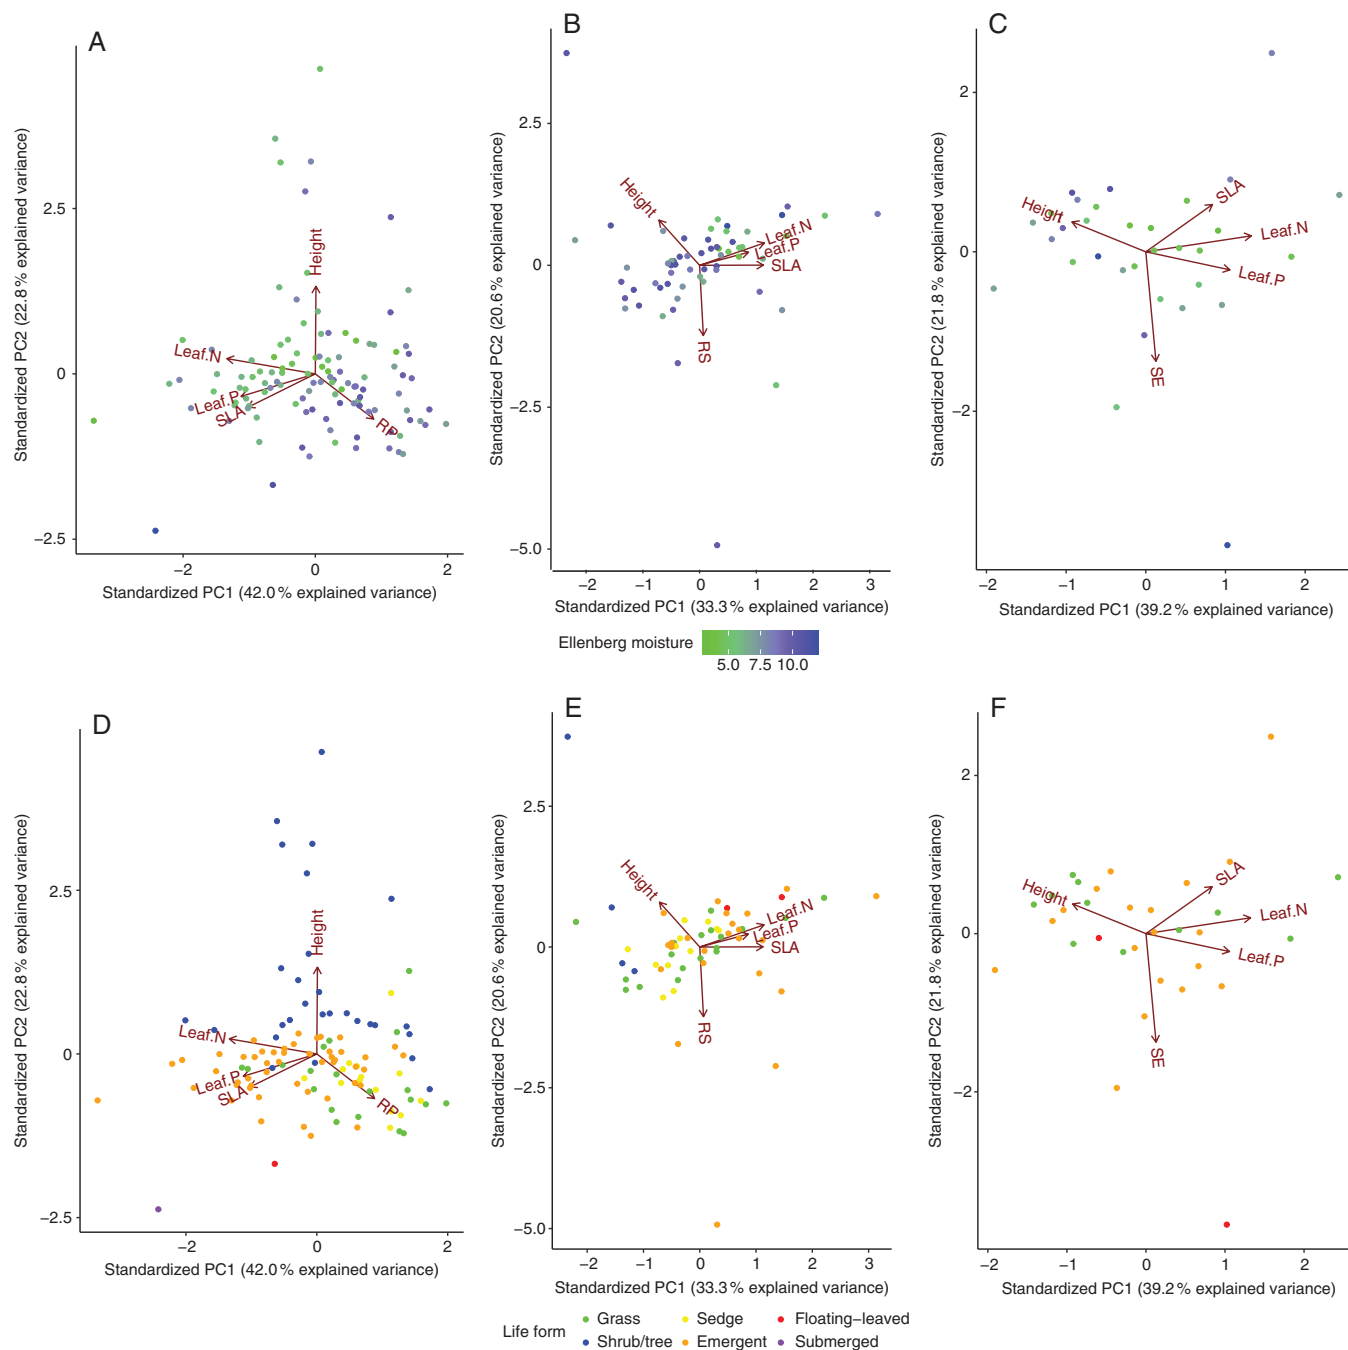 A
Standardized PC2 (22.8 % explained variance)
2.5
0
−2.5
Height
Leaf.N
Leaf.P
SLA
RP
−2
0
2
Standardized PC1 (42.0 % explained variance)
B
Standardized PC2 (20.6 % explained variance)
2.5
0
−2.5
−5.0
Height
Leaf.N
Leaf.P
SLA
RS
−2
−1
0
1
2
3
Standardized PC1 (33.3 % explained variance)
C
Standardized PC2 (21.8 % explained variance)
2
0
−2
Height
SLA
Leaf.N
Leaf.P
SE
−2
−1
0
1
2
Standardized PC1 (39.2 % explained variance)
Ellenberg moisture
5.0 7.5 10.0
D
Standardized PC2 (22.8 % explained variance)
2.5
0
−2.5
Height
Leaf.N
Leaf.P
SLA
RP
−2
0
2
Standardized PC1 (42.0 % explained variance)
E
Standardized PC2 (20.6 % explained variance)
2.5
0
−2.5
−5.0
Height
Leaf.N
Leaf.P
SLA
RS
−2
−1
0
1
2
3
Standardized PC1 (33.3 % explained variance)
F
Standardized PC2 (21.8 % explained variance)
2
0
−2
Height
SLA
Leaf.N
Leaf.P
SE
−2
−1
0
1
2
Standardized PC1 (39.2 % explained variance)
Life form
Grass Sedge Floating−leaved
Shrub/tree Emergent Submerged